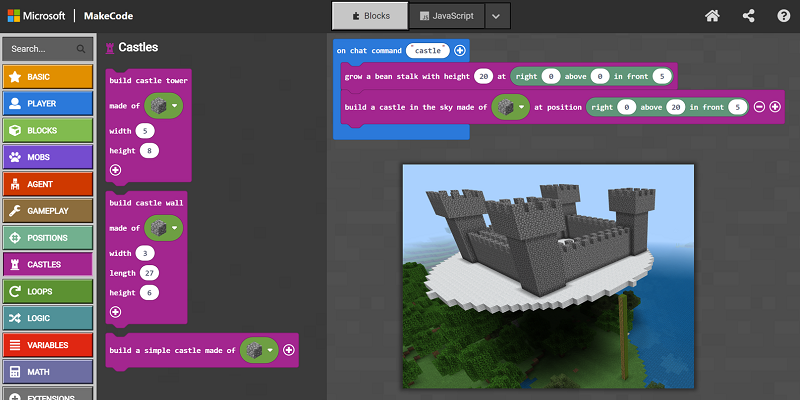 Microsoft | MakeCode
Blocks
JavaScript
Search...
BASIC
PLAYER
BLOCKS
MOBS
AGENT
GAMEPLAY
POSITIONS
CASTLES
LOOPS
LOGIC
VARIABLES
MATH
EXTENSIONS
Castles
build castle tower
made of
width 5
height 8
build castle wall
made of
width 3
length 27
height 6
build a simple castle made of
on chat command "castle"
grow a bean stalk with height 20 at right 0 above 0 in front 5
build a castle in the sky made of at position right 0 above 20 in front 5